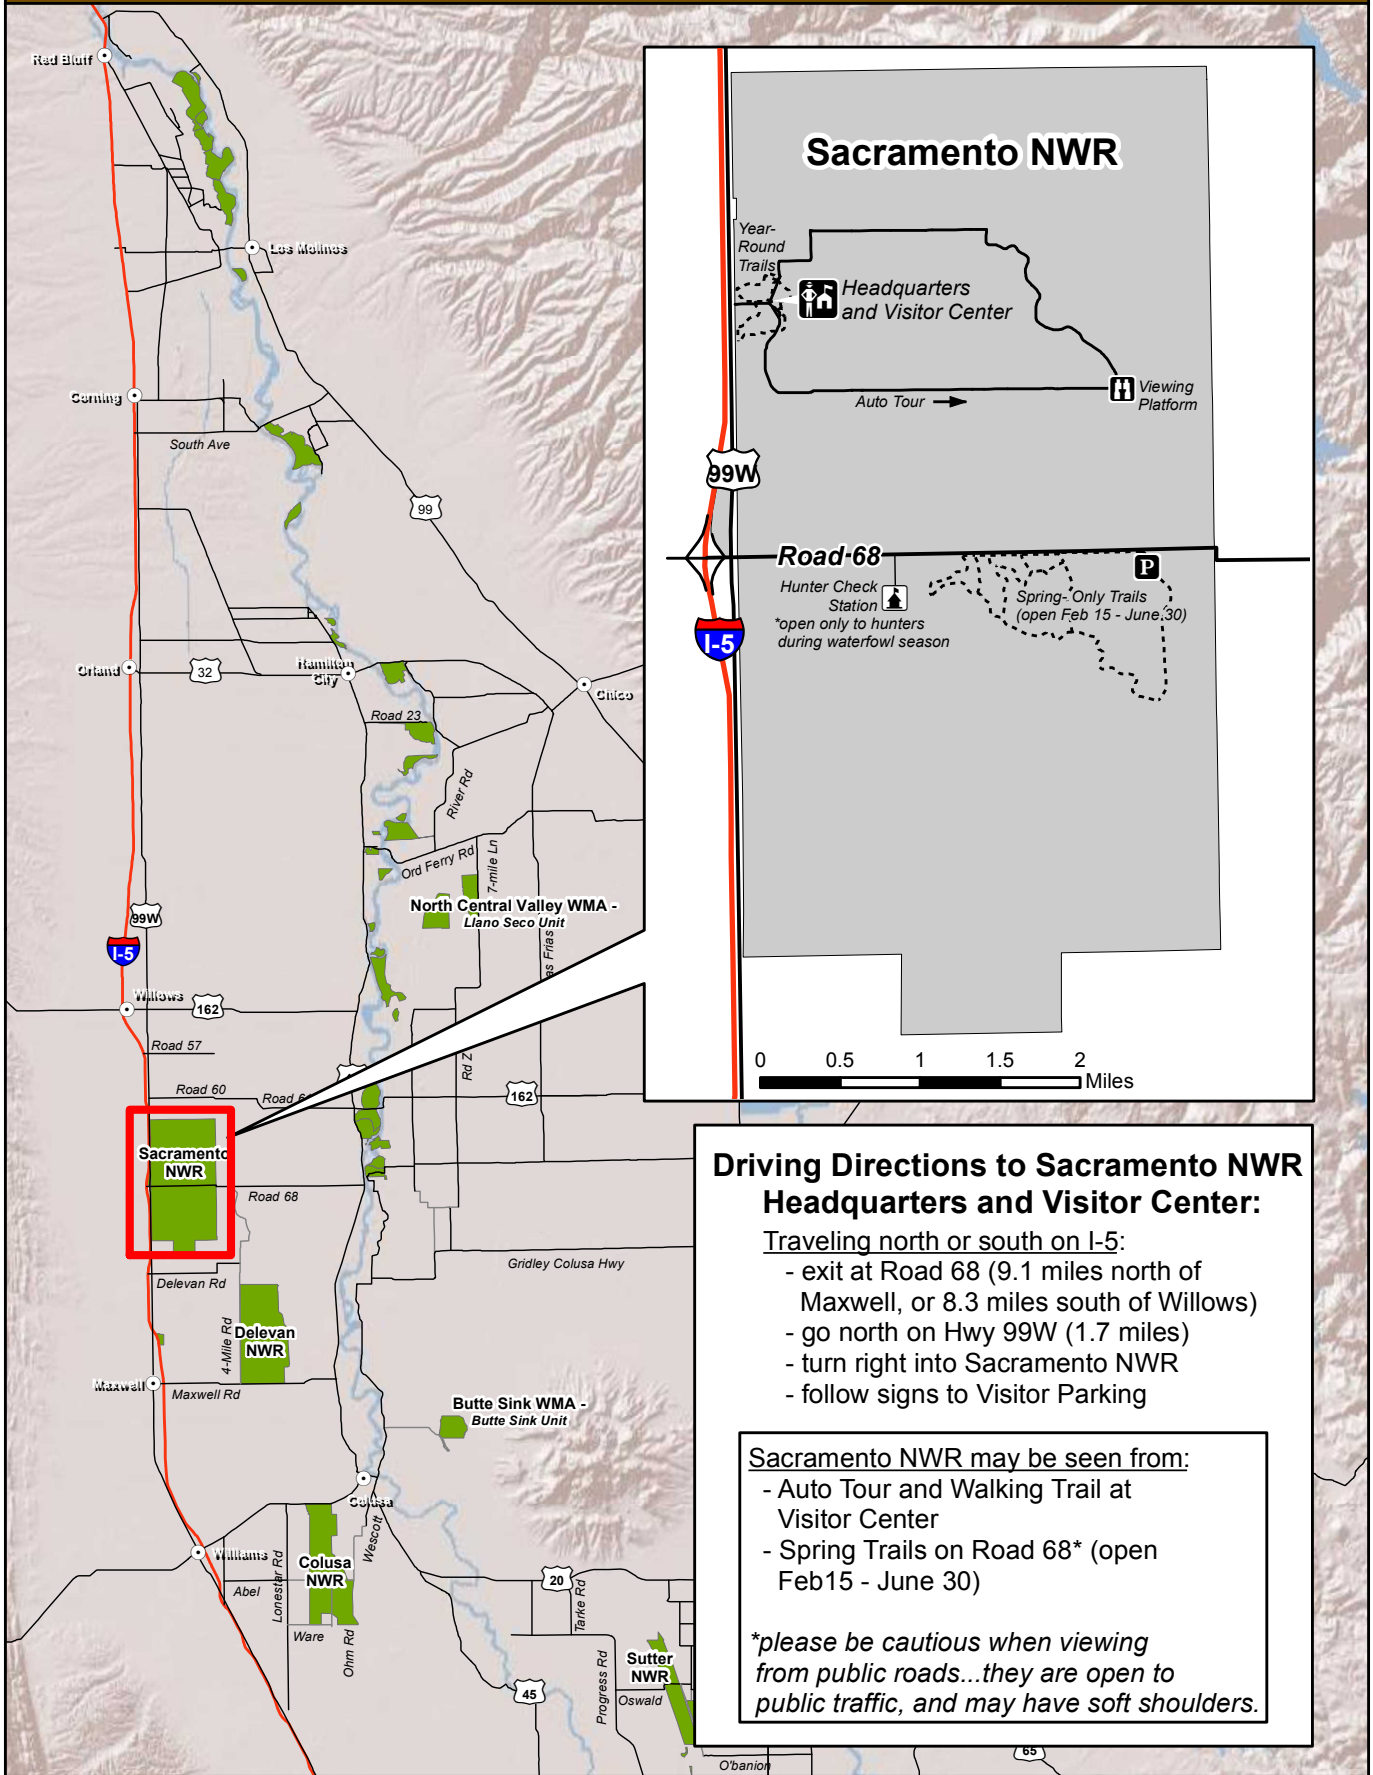 Red Bluff
Los Molinos
Corning
South Ave
99
Orland
32
Hamilton
City
Chico
Road 23
River Rd
Ord Ferry Rd
7-mile Ln
North Central Valley WMA -
Llano Seco Unit
99W
I-5
Willows
162
Road 57
Rd Z
Road 60
162
Sacramento
NWR
Road 68
Gridley Colusa Hwy
Delevan Rd
4-Mile Rd
Delevan
NWR
Maxwell
Maxwell Rd
Butte Sink WMA -
Butte Sink Unit
Colusa
Wescott
Williams
Lonestar Rd
Colusa
NWR
Abel
Ware
Ohm Rd
20
Tarke Rd
Progress Rd
Sutter
NWR
Oswald
45
O'banion
65
Sacramento NWR
Year-
Round
Trails
Headquarters
and Visitor Center
Viewing
Platform
Auto Tour
99W
Road 68
Hunter Check
Station
*open only to hunters
during waterfowl season
P
Spring- Only Trails
(open Feb 15 - June 30)
I-5
0 0.5 1 1.5 2
Miles
Driving Directions to Sacramento NWR
Headquarters and Visitor Center:
Traveling north or south on I-5:
- exit at Road 68 (9.1 miles north of
Maxwell, or 8.3 miles south of Willows)
- go north on Hwy 99W (1.7 miles)
- turn right into Sacramento NWR
- follow signs to Visitor Parking
Sacramento NWR may be seen from:
- Auto Tour and Walking Trail at
Visitor Center
- Spring Trails on Road 68* (open
Feb15 - June 30)
*please be cautious when viewing
from public roads...they are open to
public traffic, and may have soft shoulders.